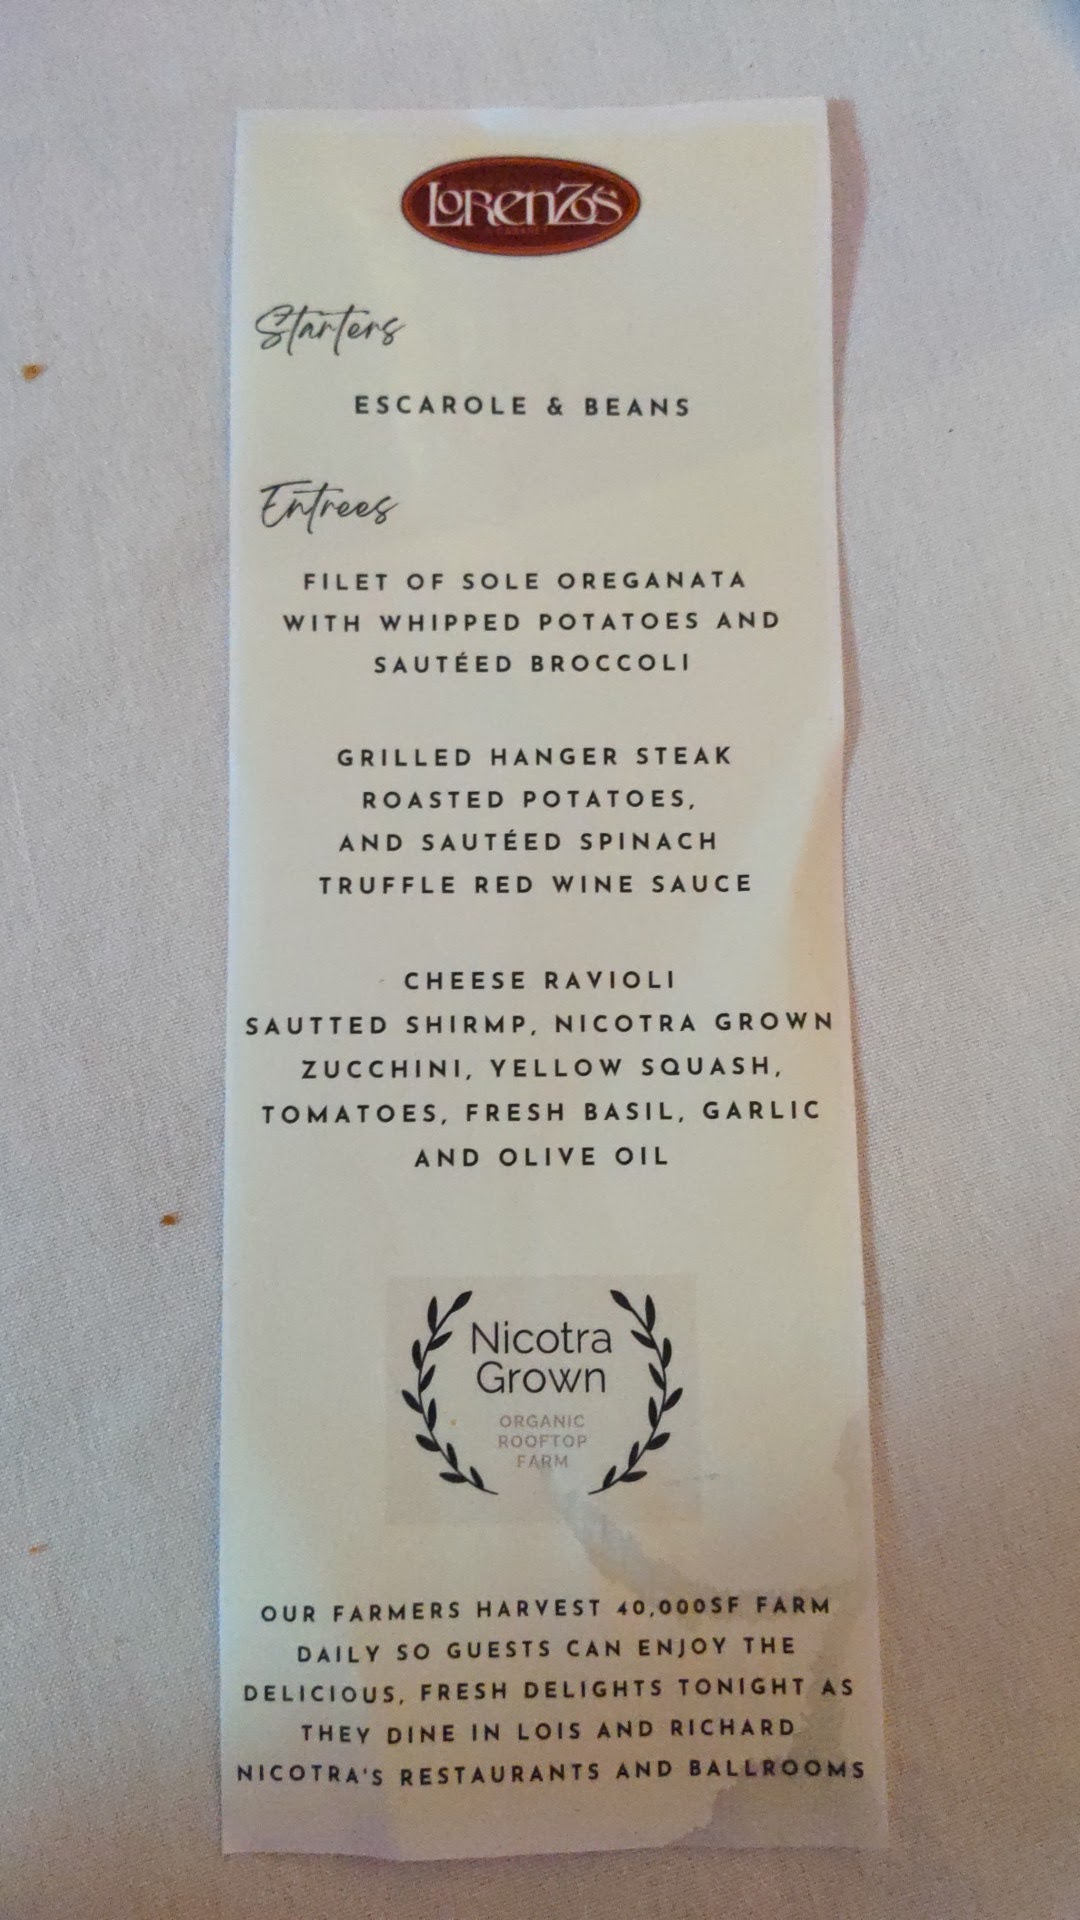 LORENZO'S
CABARET
Starters
ESCAROLE & BEANS
Entrees
FILET OF SOLE OREGANATA
WITH WHIPPED POTATOES AND
SAUTÉED BROCCOLI
GRILLED HANGER STEAK
ROASTED POTATOES,
AND SAUTÉED SPINACH
TRUFFLE RED WINE SAUCE
CHEESE RAVIOLI
SAUTTED SHIRMP, NICOTRA GROWN
ZUCCHINI, YELLOW SQUASH,
TOMATOES, FRESH BASIL, GARLIC
AND OLIVE OIL
Nicotra
Grown
ORGANIC
ROOFTOP
FARM
OUR FARMERS HARVEST 40,000SF FARM
DAILY SO GUESTS CAN ENJOY THE
DELICIOUS, FRESH DELIGHTS TONIGHT AS
THEY DINE IN LOIS AND RICHARD
NICOTRA'S RESTAURANTS AND BALLROOMS